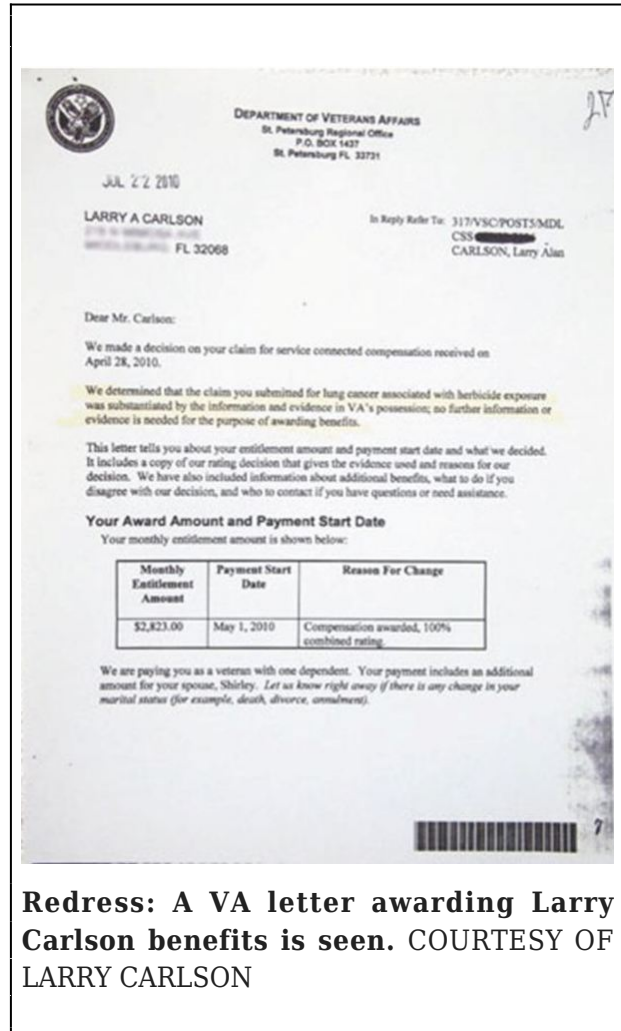 2F
DEPARTMENT OF VETERANS AFFAIRS
St. Petersburg Regional Office
P.O. BOX 1437
St. Petersburg FL 33731
JUL 22 2010
LARRY A CARLSON
FL 32068
In Reply Refer To: 317/VSC/POST5/MDL
CSS
CARLSON, Larry Alan
Dear Mr. Carlson:
We made a decision on your claim for service connected compensation received on
April 28, 2010.
We determined that the claim you submitted for lung cancer associated with herbicide exposure
was substantiated by the information and evidence in VA's possession; no further information or
evidence is needed for the purpose of awarding benefits.
This letter tells you about your entitlement amount and payment start date and what we decided.
It includes a copy of our rating decision that gives the evidence used and reasons for our
decision. We have also included information about additional benefits, what to do if you
disagree with our decision, and who to contact if you have questions or need assistance.
Your Award Amount and Payment Start Date
Your monthly entitlement amount is shown below:
Monthly
Entitlement
Amount
Payment Start
Date
Reason For Change
$2,823.00
May 1, 2010
Compensation awarded, 100%
combined rating.
We are paying you as a veteran with one dependent. Your payment includes an additional
amount for your spouse, Shirley. Let us know right away if there is any change in your
marital status (for example, death, divorce, annulment).
Redress: A VA letter awarding Larry
Carlson benefits is seen. COURTESY OF
LARRY CARLSON